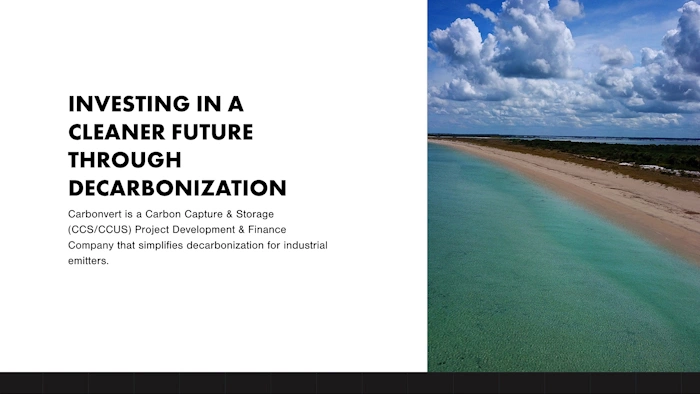 INVESTING IN A
CLEANER FUTURE
THROUGH
DECARBONIZATION
Carbonvert is a Carbon Capture & Storage
(CCS/CCUS) Project Development & Finance
Company that simplifies decarbonization for industrial
emitters.